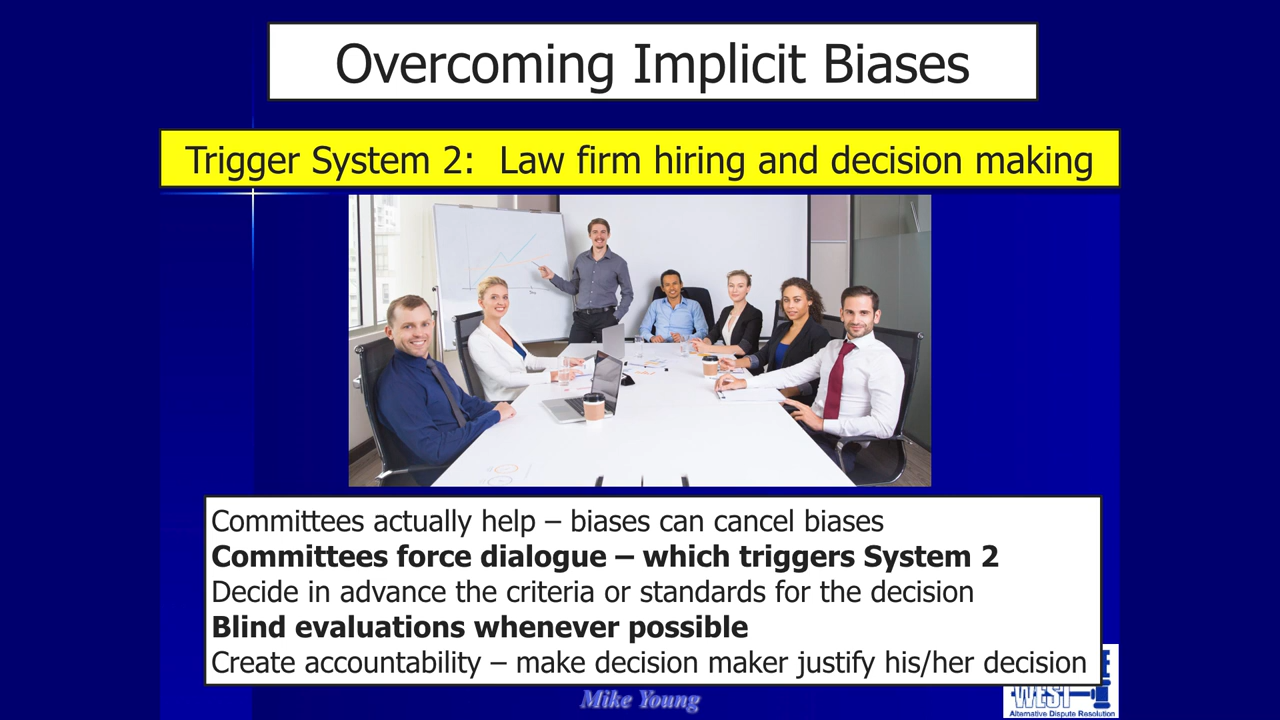 Overcoming Implicit Biases
Trigger System 2: Law firm hiring and decision making
Committees actually help – biases can cancel biases
Committees force dialogue – which triggers System 2
Decide in advance the criteria or standards for the decision
Blind evaluations whenever possible
Create accountability – make decision maker justify his/her decision
Mike Young
WEST
Alternative Dispute Resolution